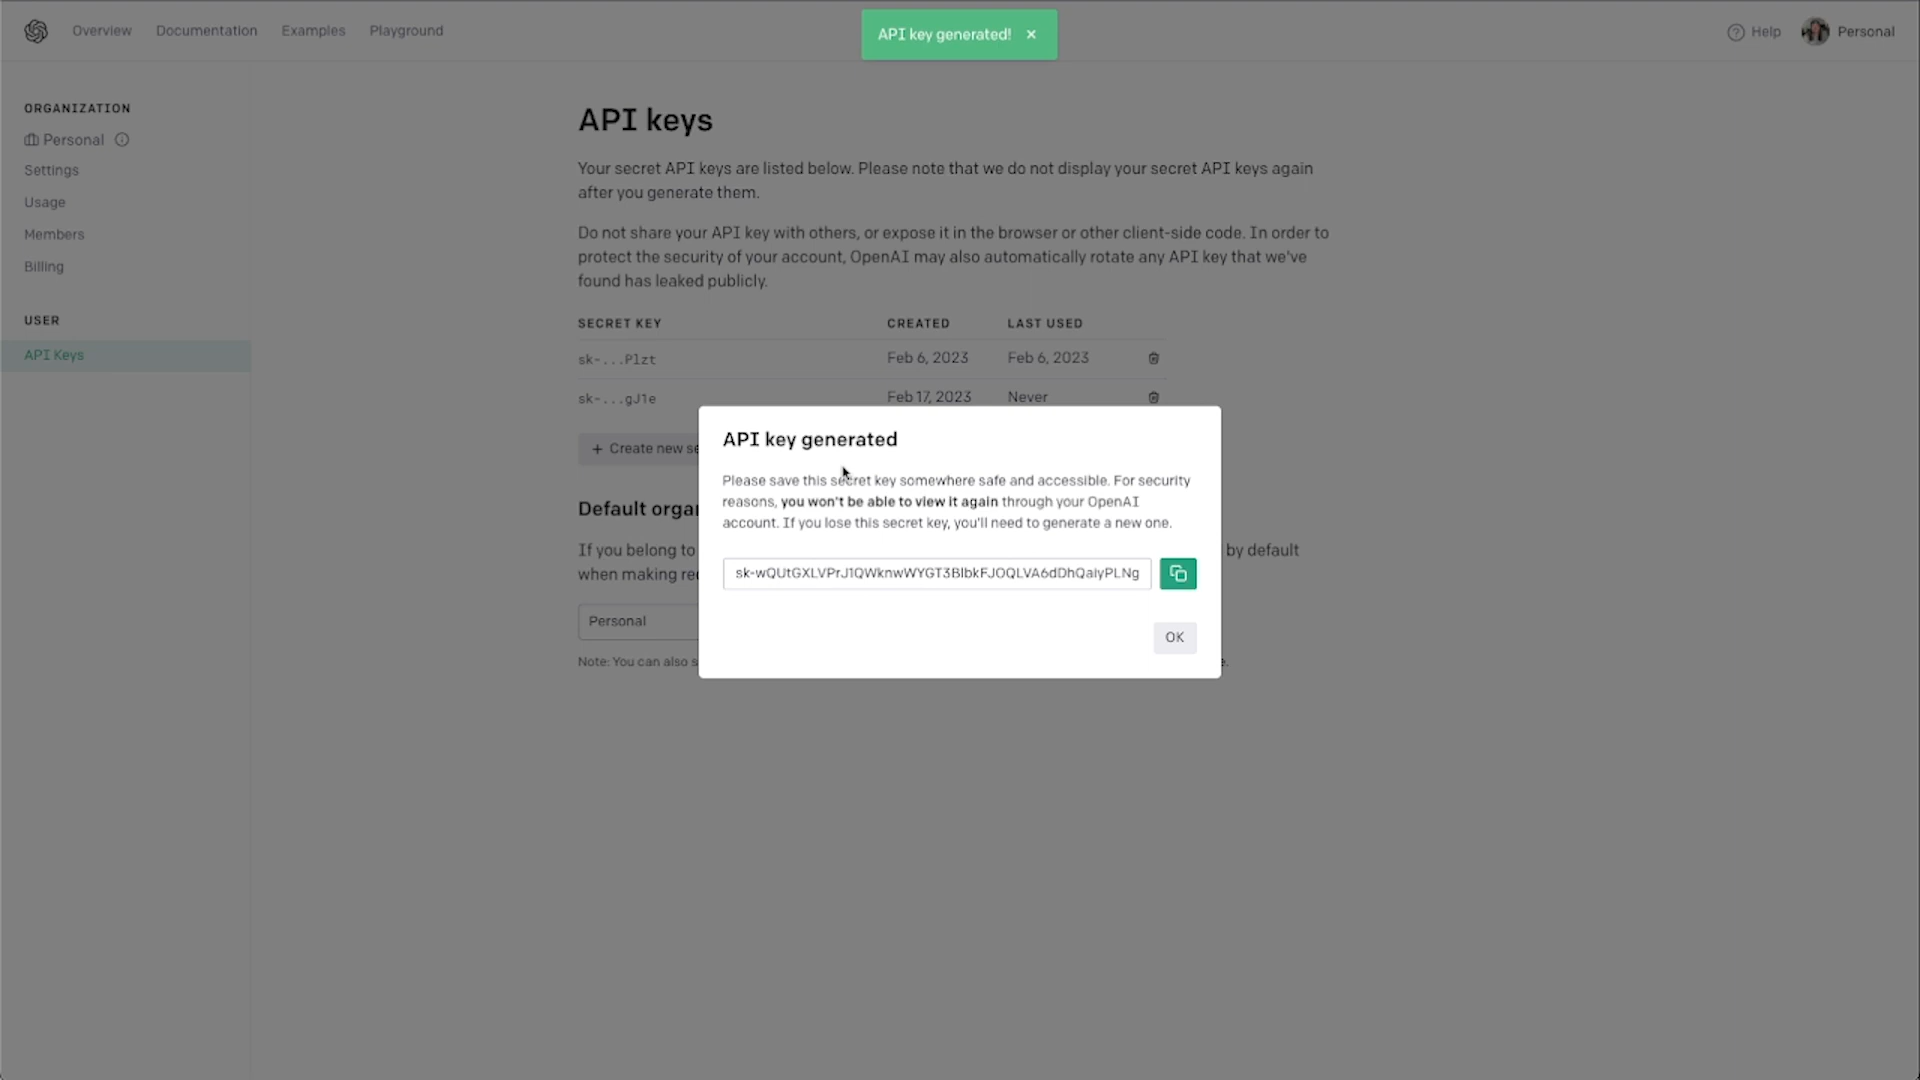 Overview Documentation Examples Playground
API key generated! ×
Help Personal
ORGANIZATION
Personal
Settings
Usage
Members
Billing
USER
API Keys
API keys
Your secret API keys are listed below. Please note that we do not display your secret API keys again
after you generate them.
Do not share your API key with others, or expose it in the browser or other client-side code. In order to
protect the security of your account, OpenAI may also automatically rotate any API key that we've
found has leaked publicly.
SECRET KEY CREATED LAST USED
sk-...Plzt Feb 6, 2023 Feb 6, 2023
sk-...gJ1e Feb 17, 2023 Never
+ Create new se
Default orga
If you belong to by default
when making re
Personal
Note: You can also s
API key generated
Please save this secret key somewhere safe and accessible. For security
reasons, you won't be able to view it again through your OpenAI
account. If you lose this secret key, you'll need to generate a new one.
OK